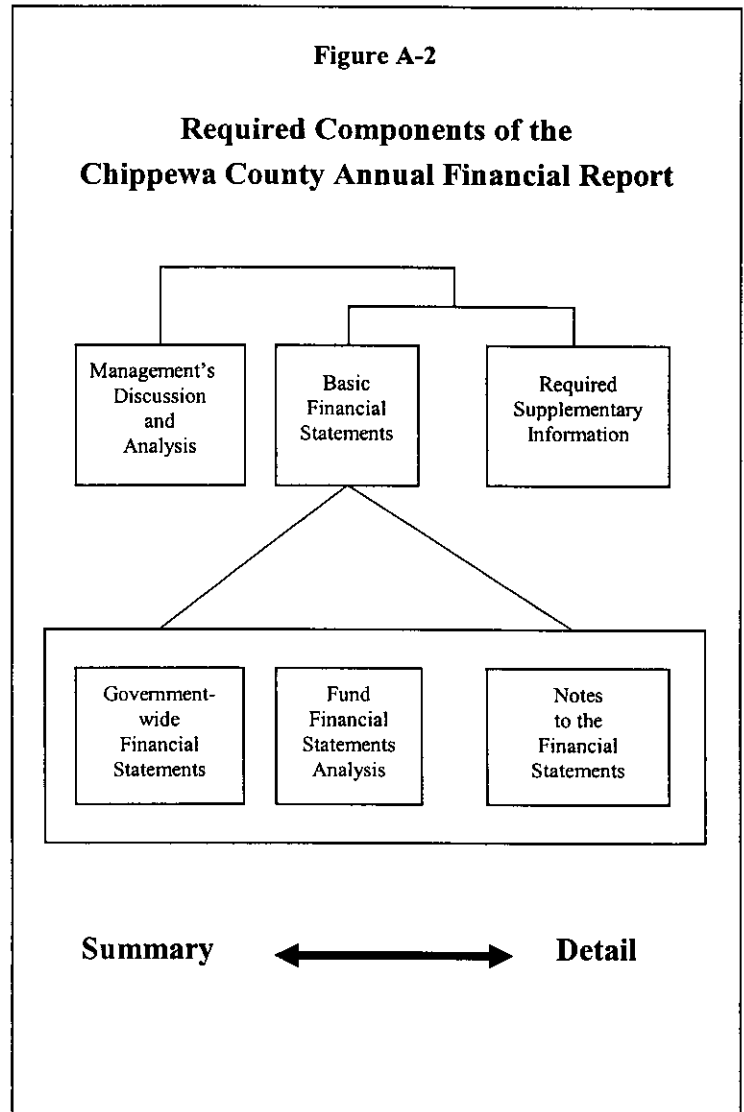 Figure A-2
Required Components of the
Chippewa County Annual Financial Report
Management's
Discussion
and
Analysis
Basic
Financial
Statements
Required
Supplementary
Information
Government-
wide
Financial
Statements
Fund
Financial
Statements
Analysis
Notes
to the
Financial
Statements
Summary
Detail